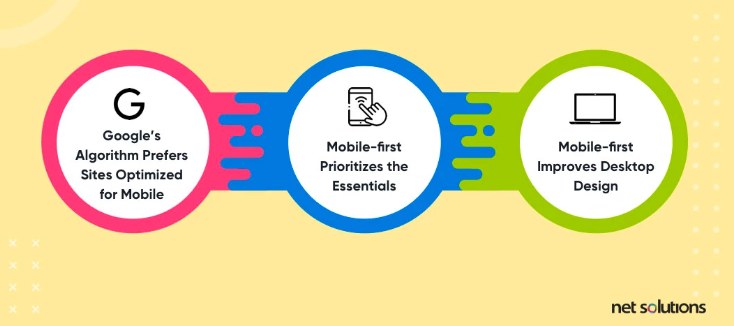 Google's
Algorithm Prefers
Sites Optimized
for Mobile
Mobile-first
Prioritizes the
Essentials
Mobile-first
Improves Desktop
Design
net solutions